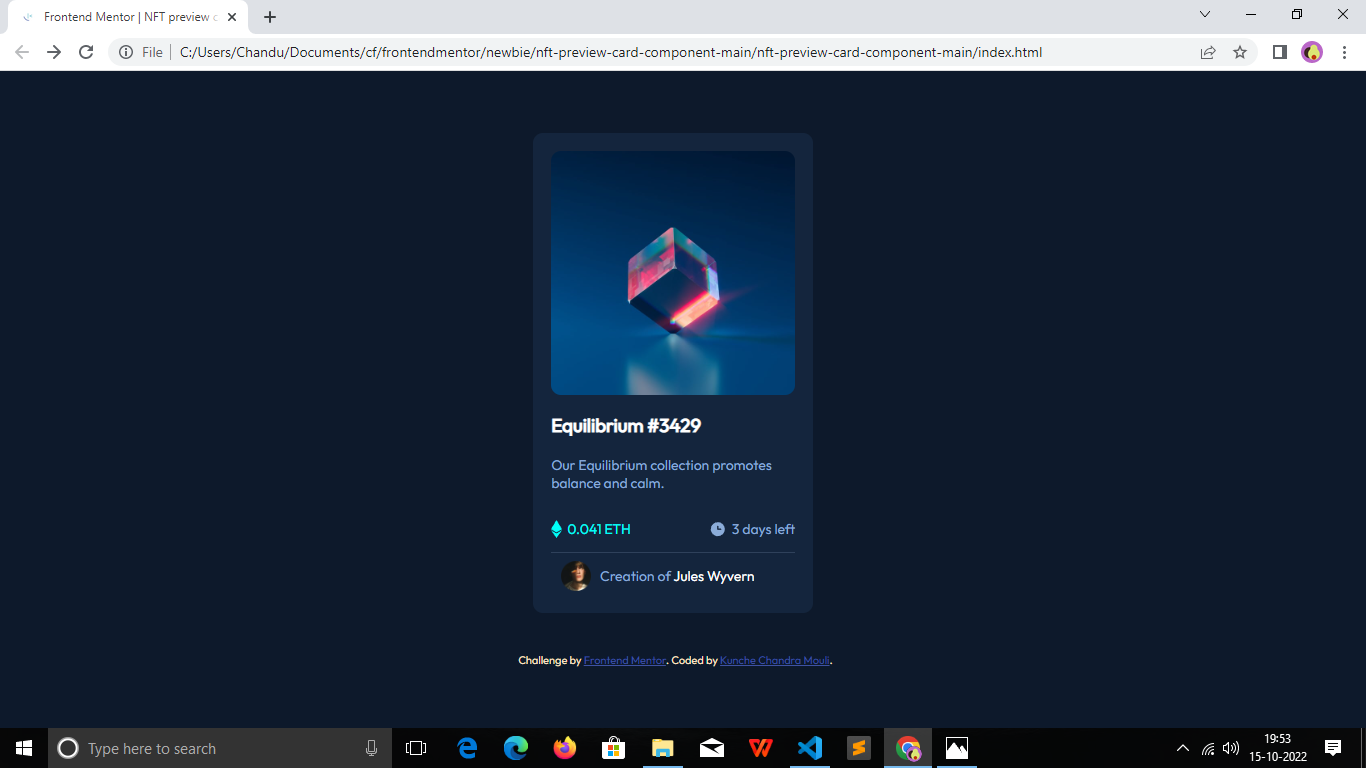 Frontend Mentor | NFT preview c
File
C:/Users/Chandu/Documents/cf/frontendmentor/newbie/nft-preview-card-component-main/nft-preview-card-component-main/index.html
Equilibrium #3429
Our Equilibrium collection promotes
balance and calm.
0.041 ETH
3 days left
Creation of Jules Wyvern
Challenge by Frontend Mentor. Coded by Kunche Chandra Mouli.
Type here to search
19:53
15-10-2022